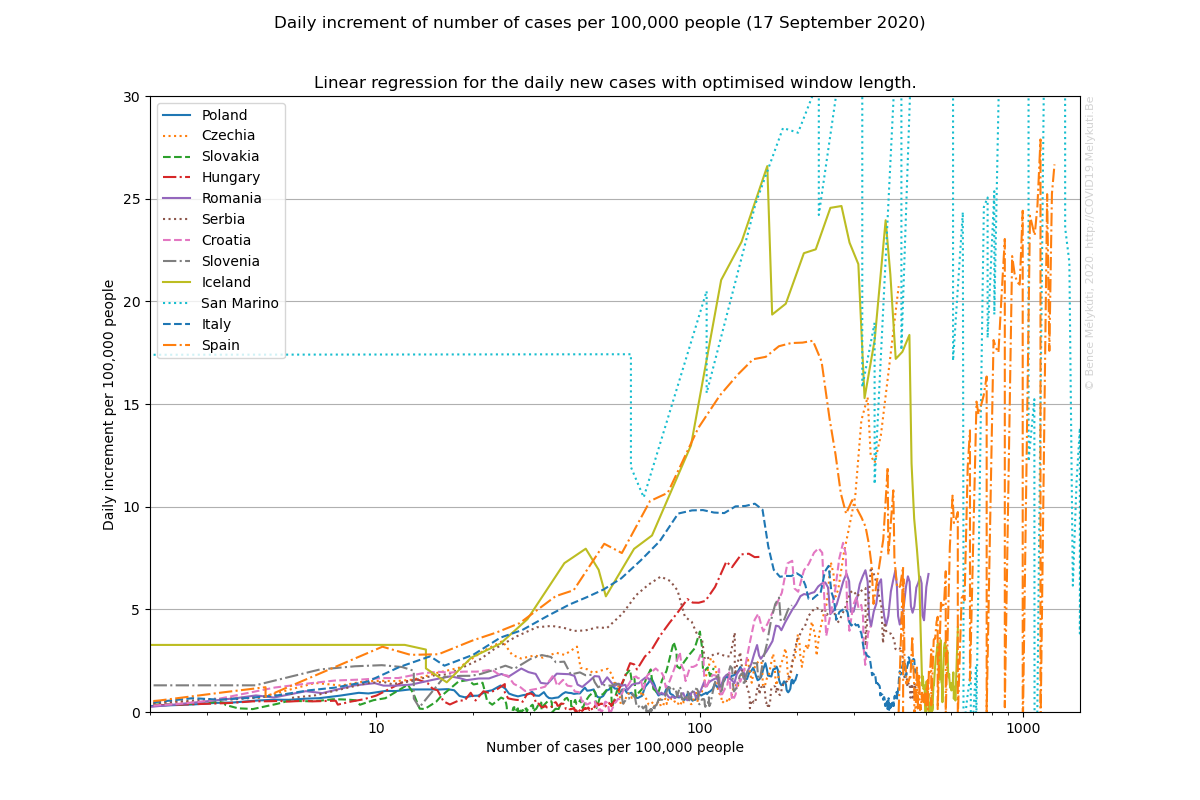 Daily increment of number of cases per 100,000 people (17 September 2020)
Linear regression for the daily new cases with optimised window length.
30
25
20
15
10
5
0
Daily increment per 100,000 people
Poland
Czechia
Slovakia
Hungary
Romania
Serbia
Croatia
Slovenia
Iceland
San Marino
Italy
Spain
10
100
1000
Number of cases per 100,000 people
© Bence Mélykúti, 2020 http://COVID19.Melykuti.Be